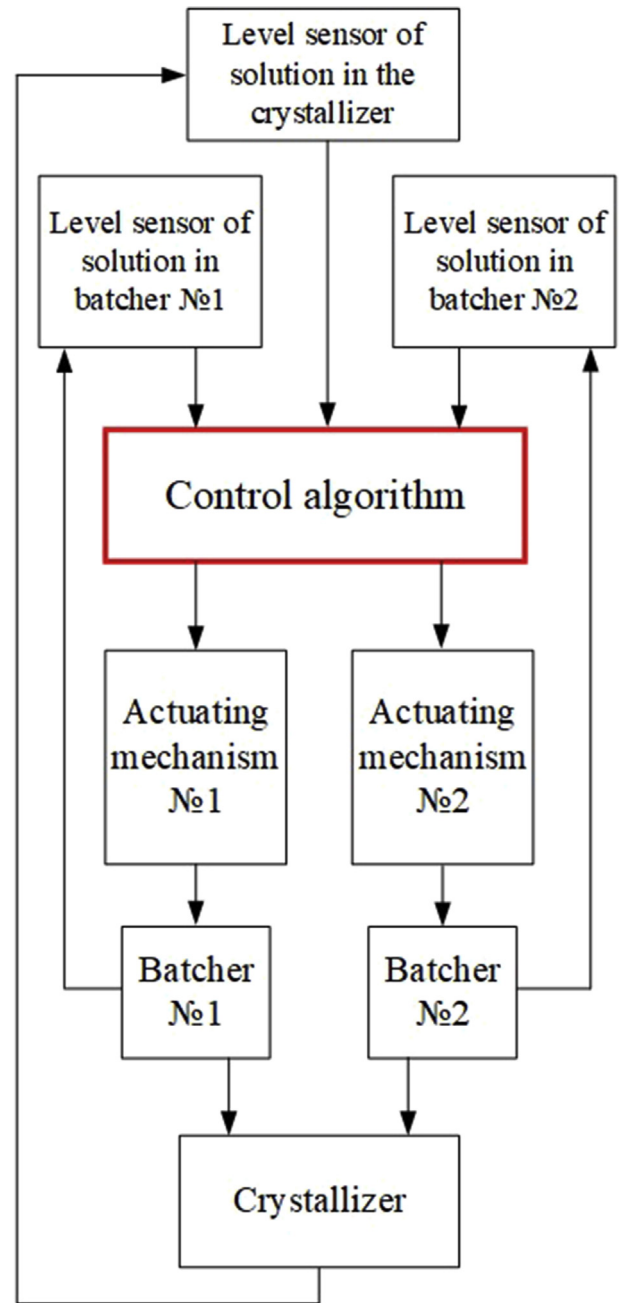 Level sensor of
solution in the
crystallizer
Level sensor of
solution in
batcher №1
Level sensor of
solution in
batcher №2
Control algorithm
Actuating
mechanism
№1
Actuating
mechanism
№2
Batcher
№1
Batcher
№2
Crystallizer